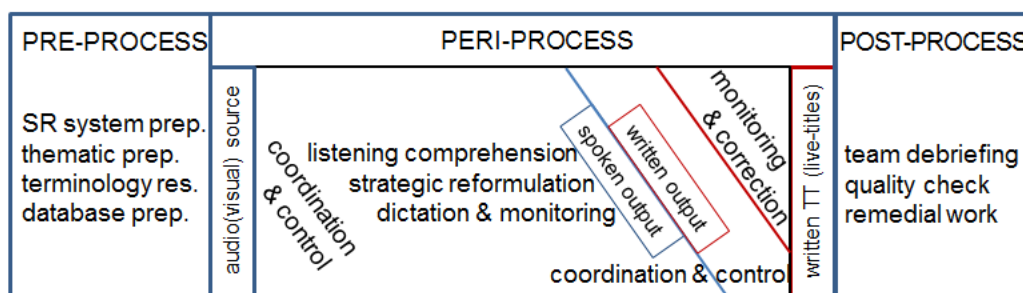 PRE-PROCESS
PERI-PROCESS
POST-PROCESS
SR system prep.
thematic prep.
terminology res.
database prep.
audio(visual) source
coordination
& control
listening comprehension
strategic reformulation
dictation & monitoring
spoken output
written output
monitoring
& correction
coordination & control
written TT (live-titles)
team debriefing
quality check
remedial work